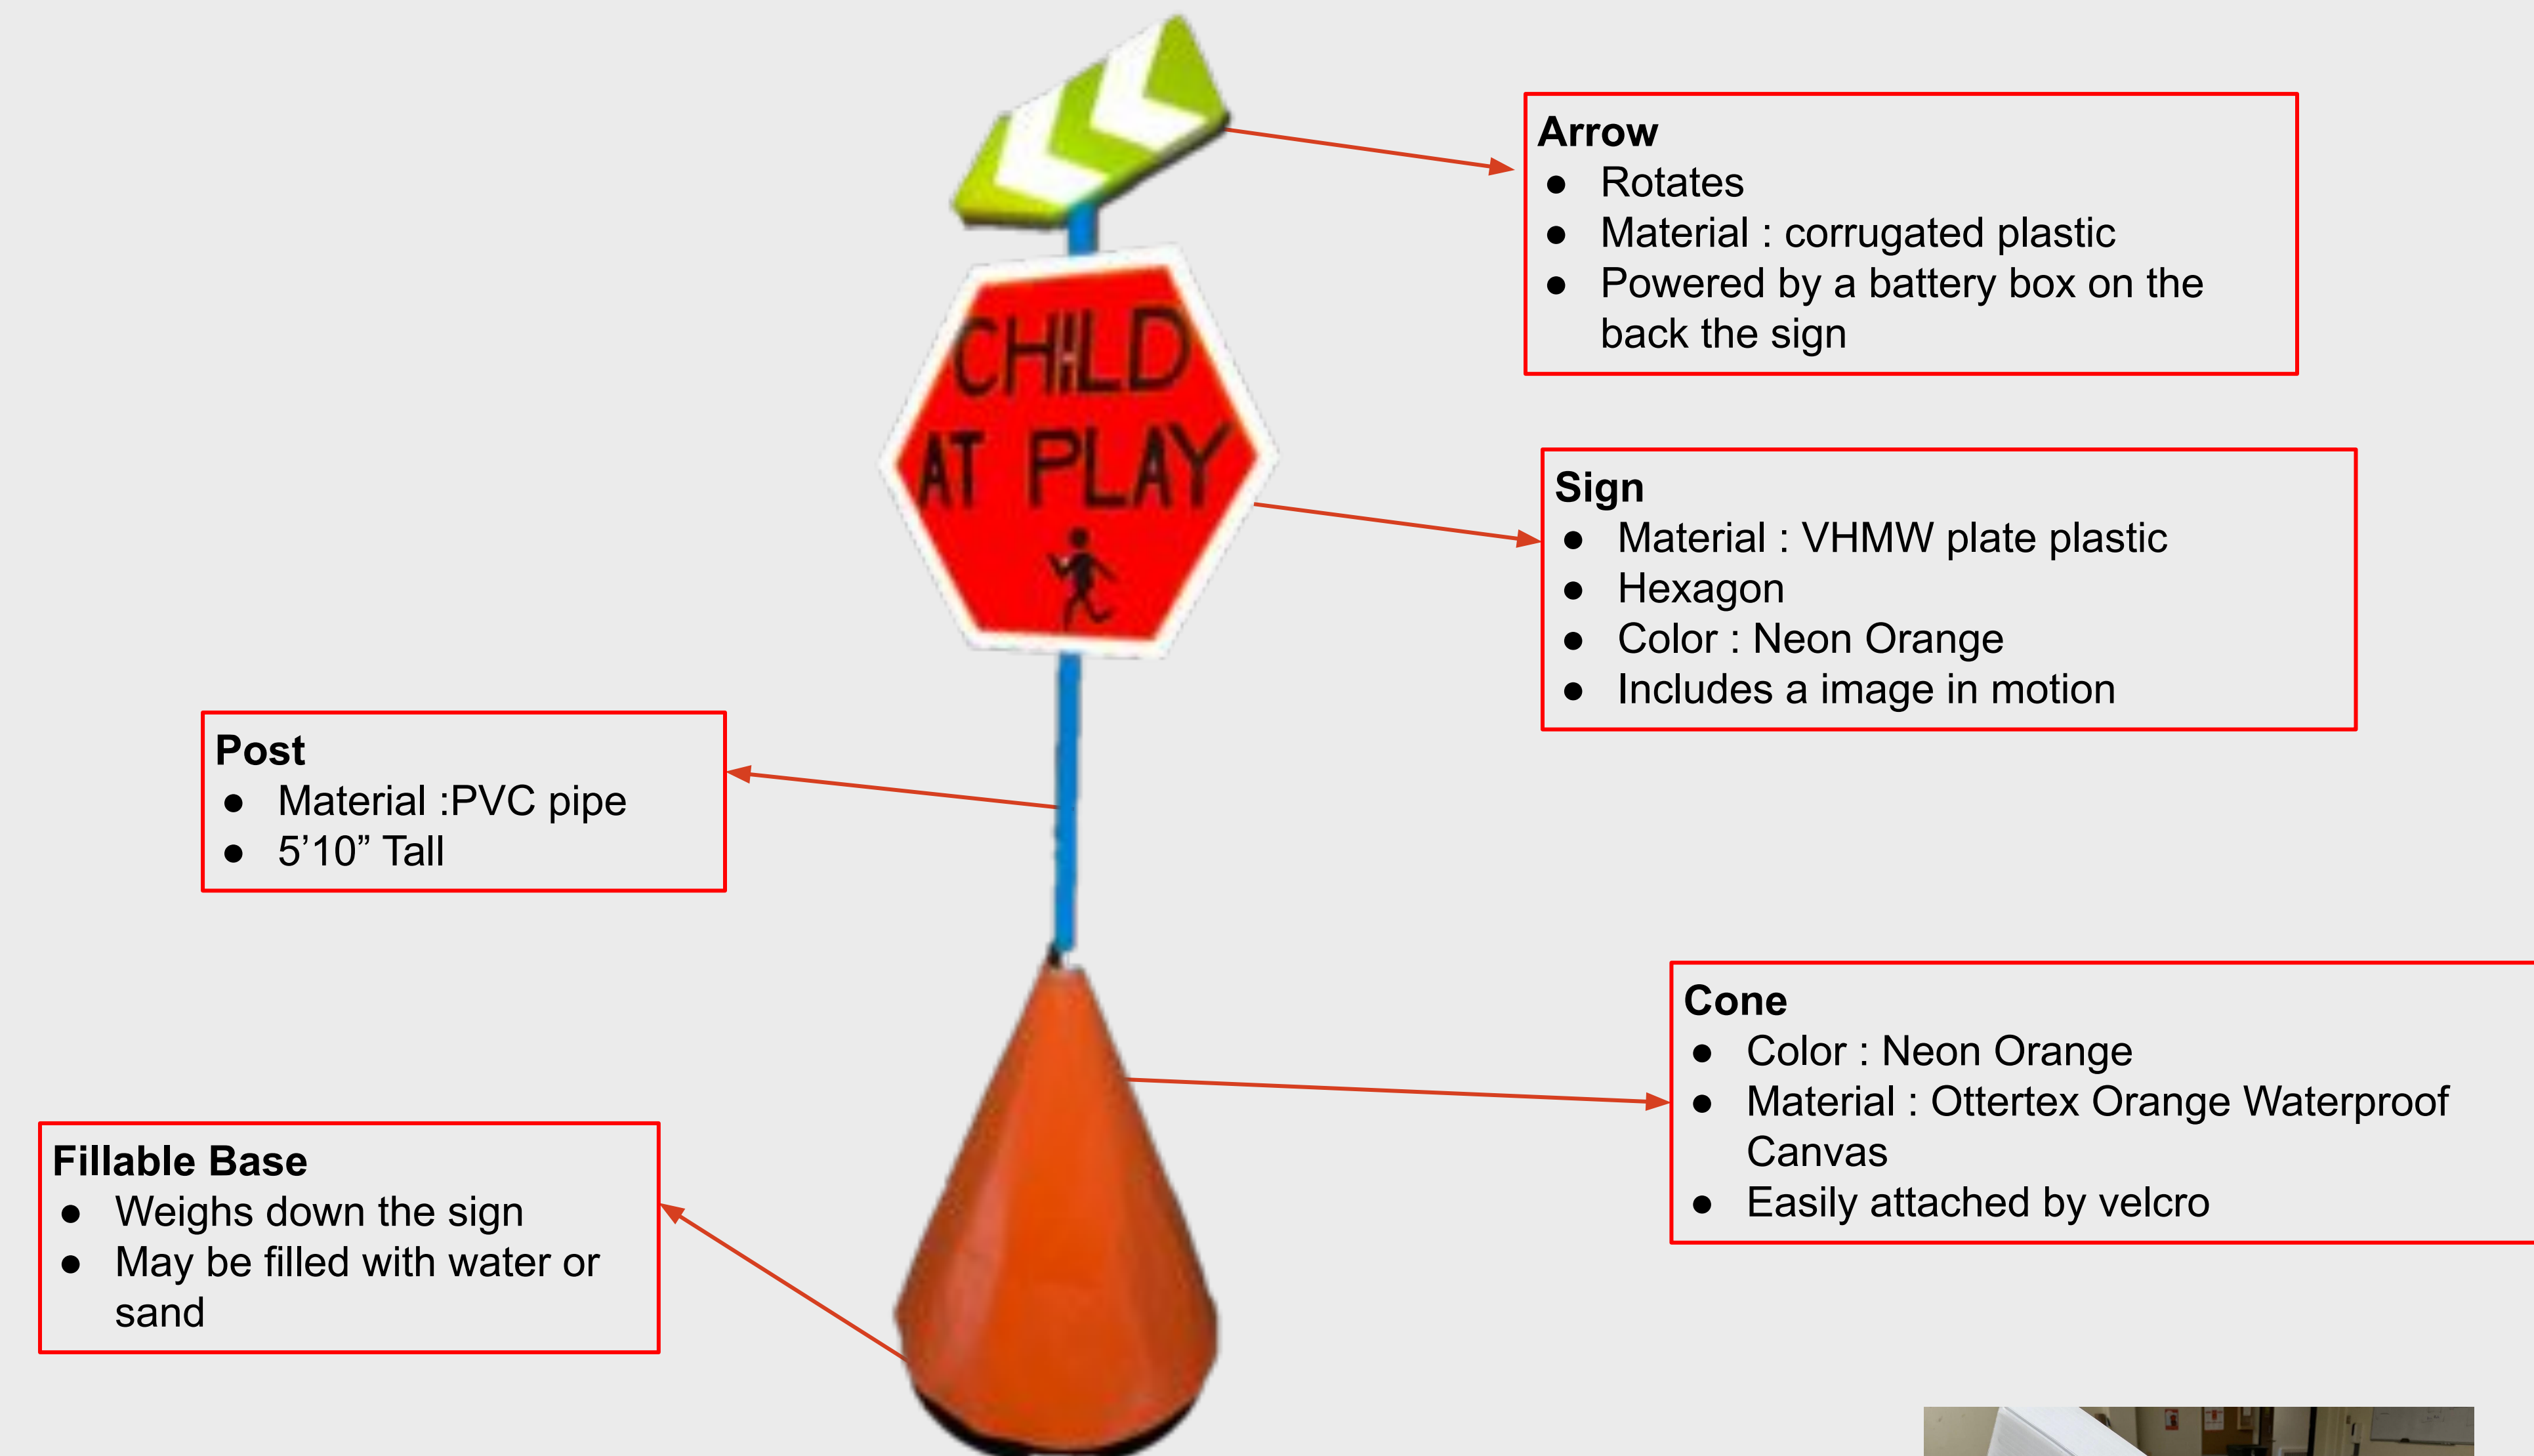 CHILD
AT PLAY
Arrow
● Rotates
● Material : corrugated plastic
● Powered by a battery box on the
back the sign
Sign
● Material : VHMW plate plastic
● Hexagon
● Color : Neon Orange
● Includes a image in motion
Post
● Material :PVC pipe
● 5’10” Tall
Cone
● Color : Neon Orange
● Material : Ottertex Orange Waterproof
Canvas
● Easily attached by velcro
Fillable Base
● Weighs down the sign
● May be filled with water or
sand